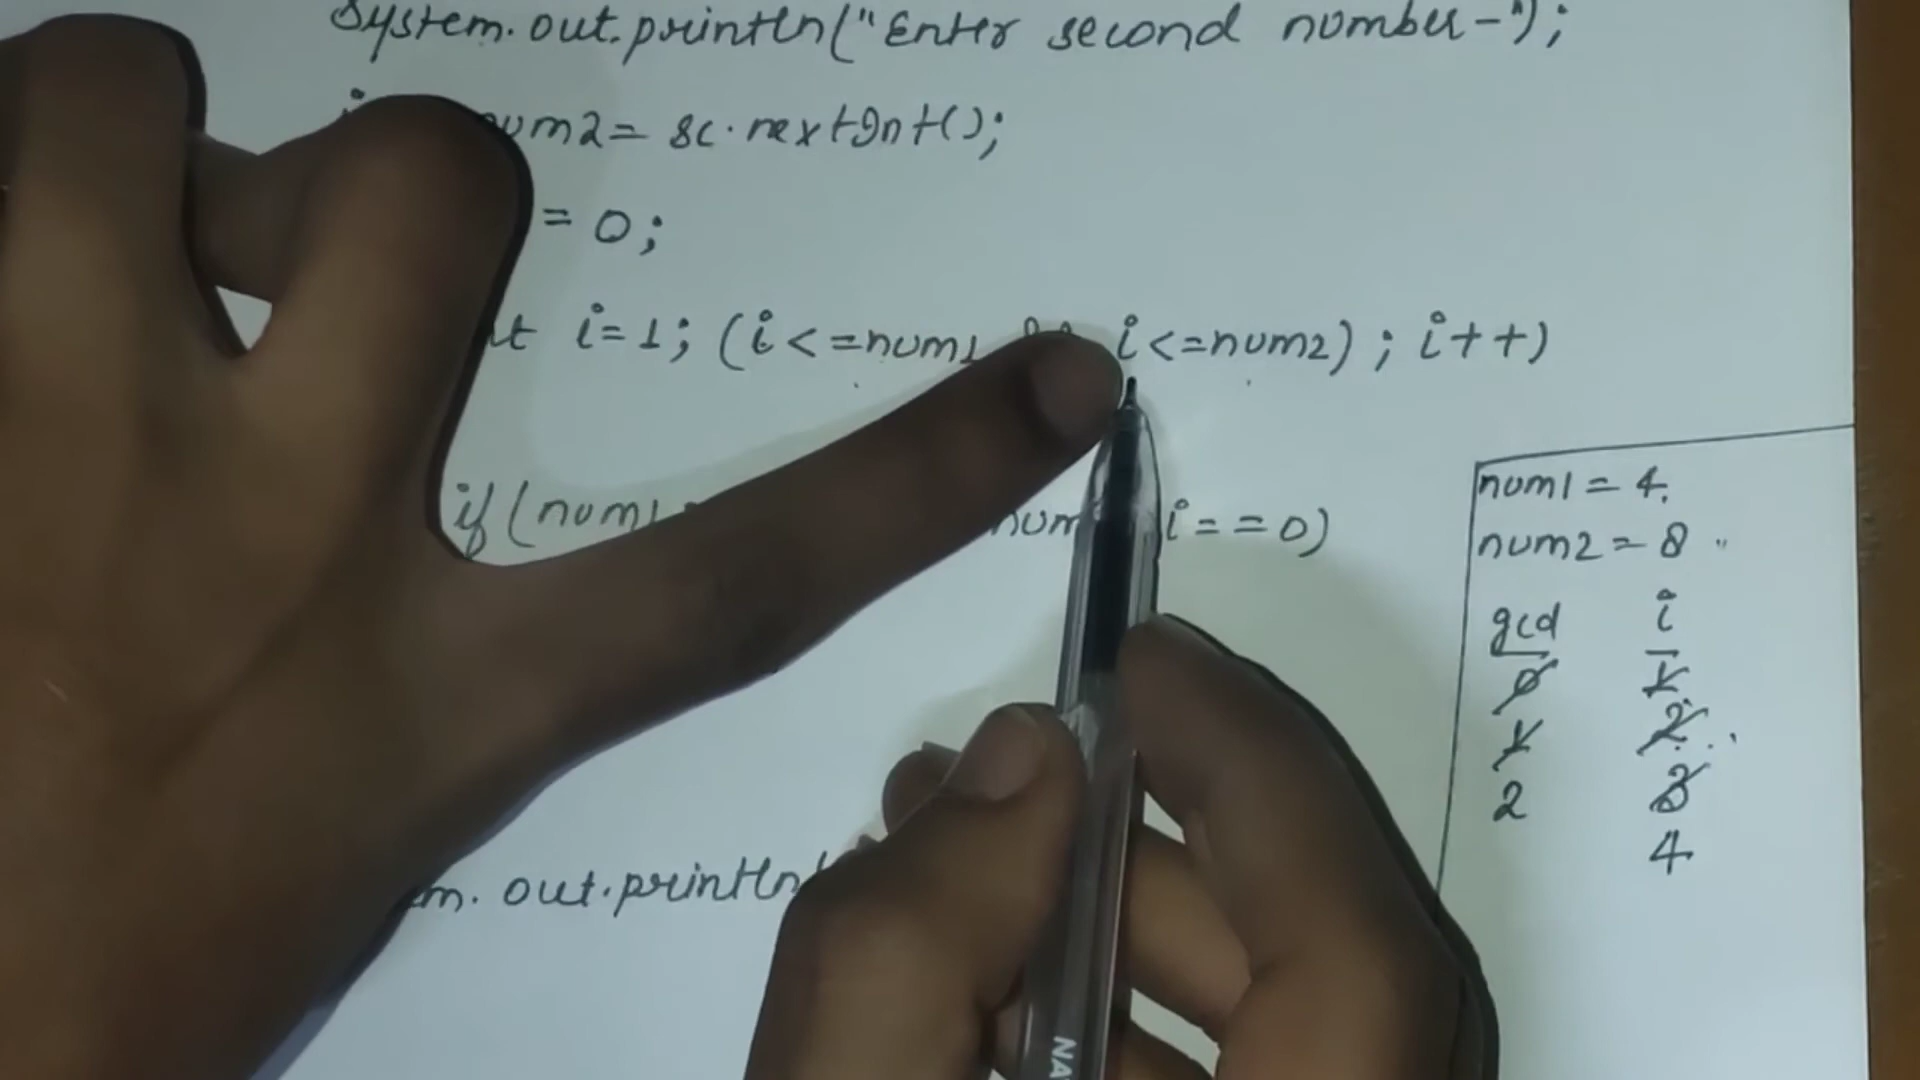 System.out.println("Enter second number-");
num2= sc.nextInt();
= 0;
i=1; (i<=num1 && i<=num2) ; i++)
if(num1 i==0)
out.println(
num1 = 4.
num2 = 8
gcd i
0 1
1 2
2 3
4
NA